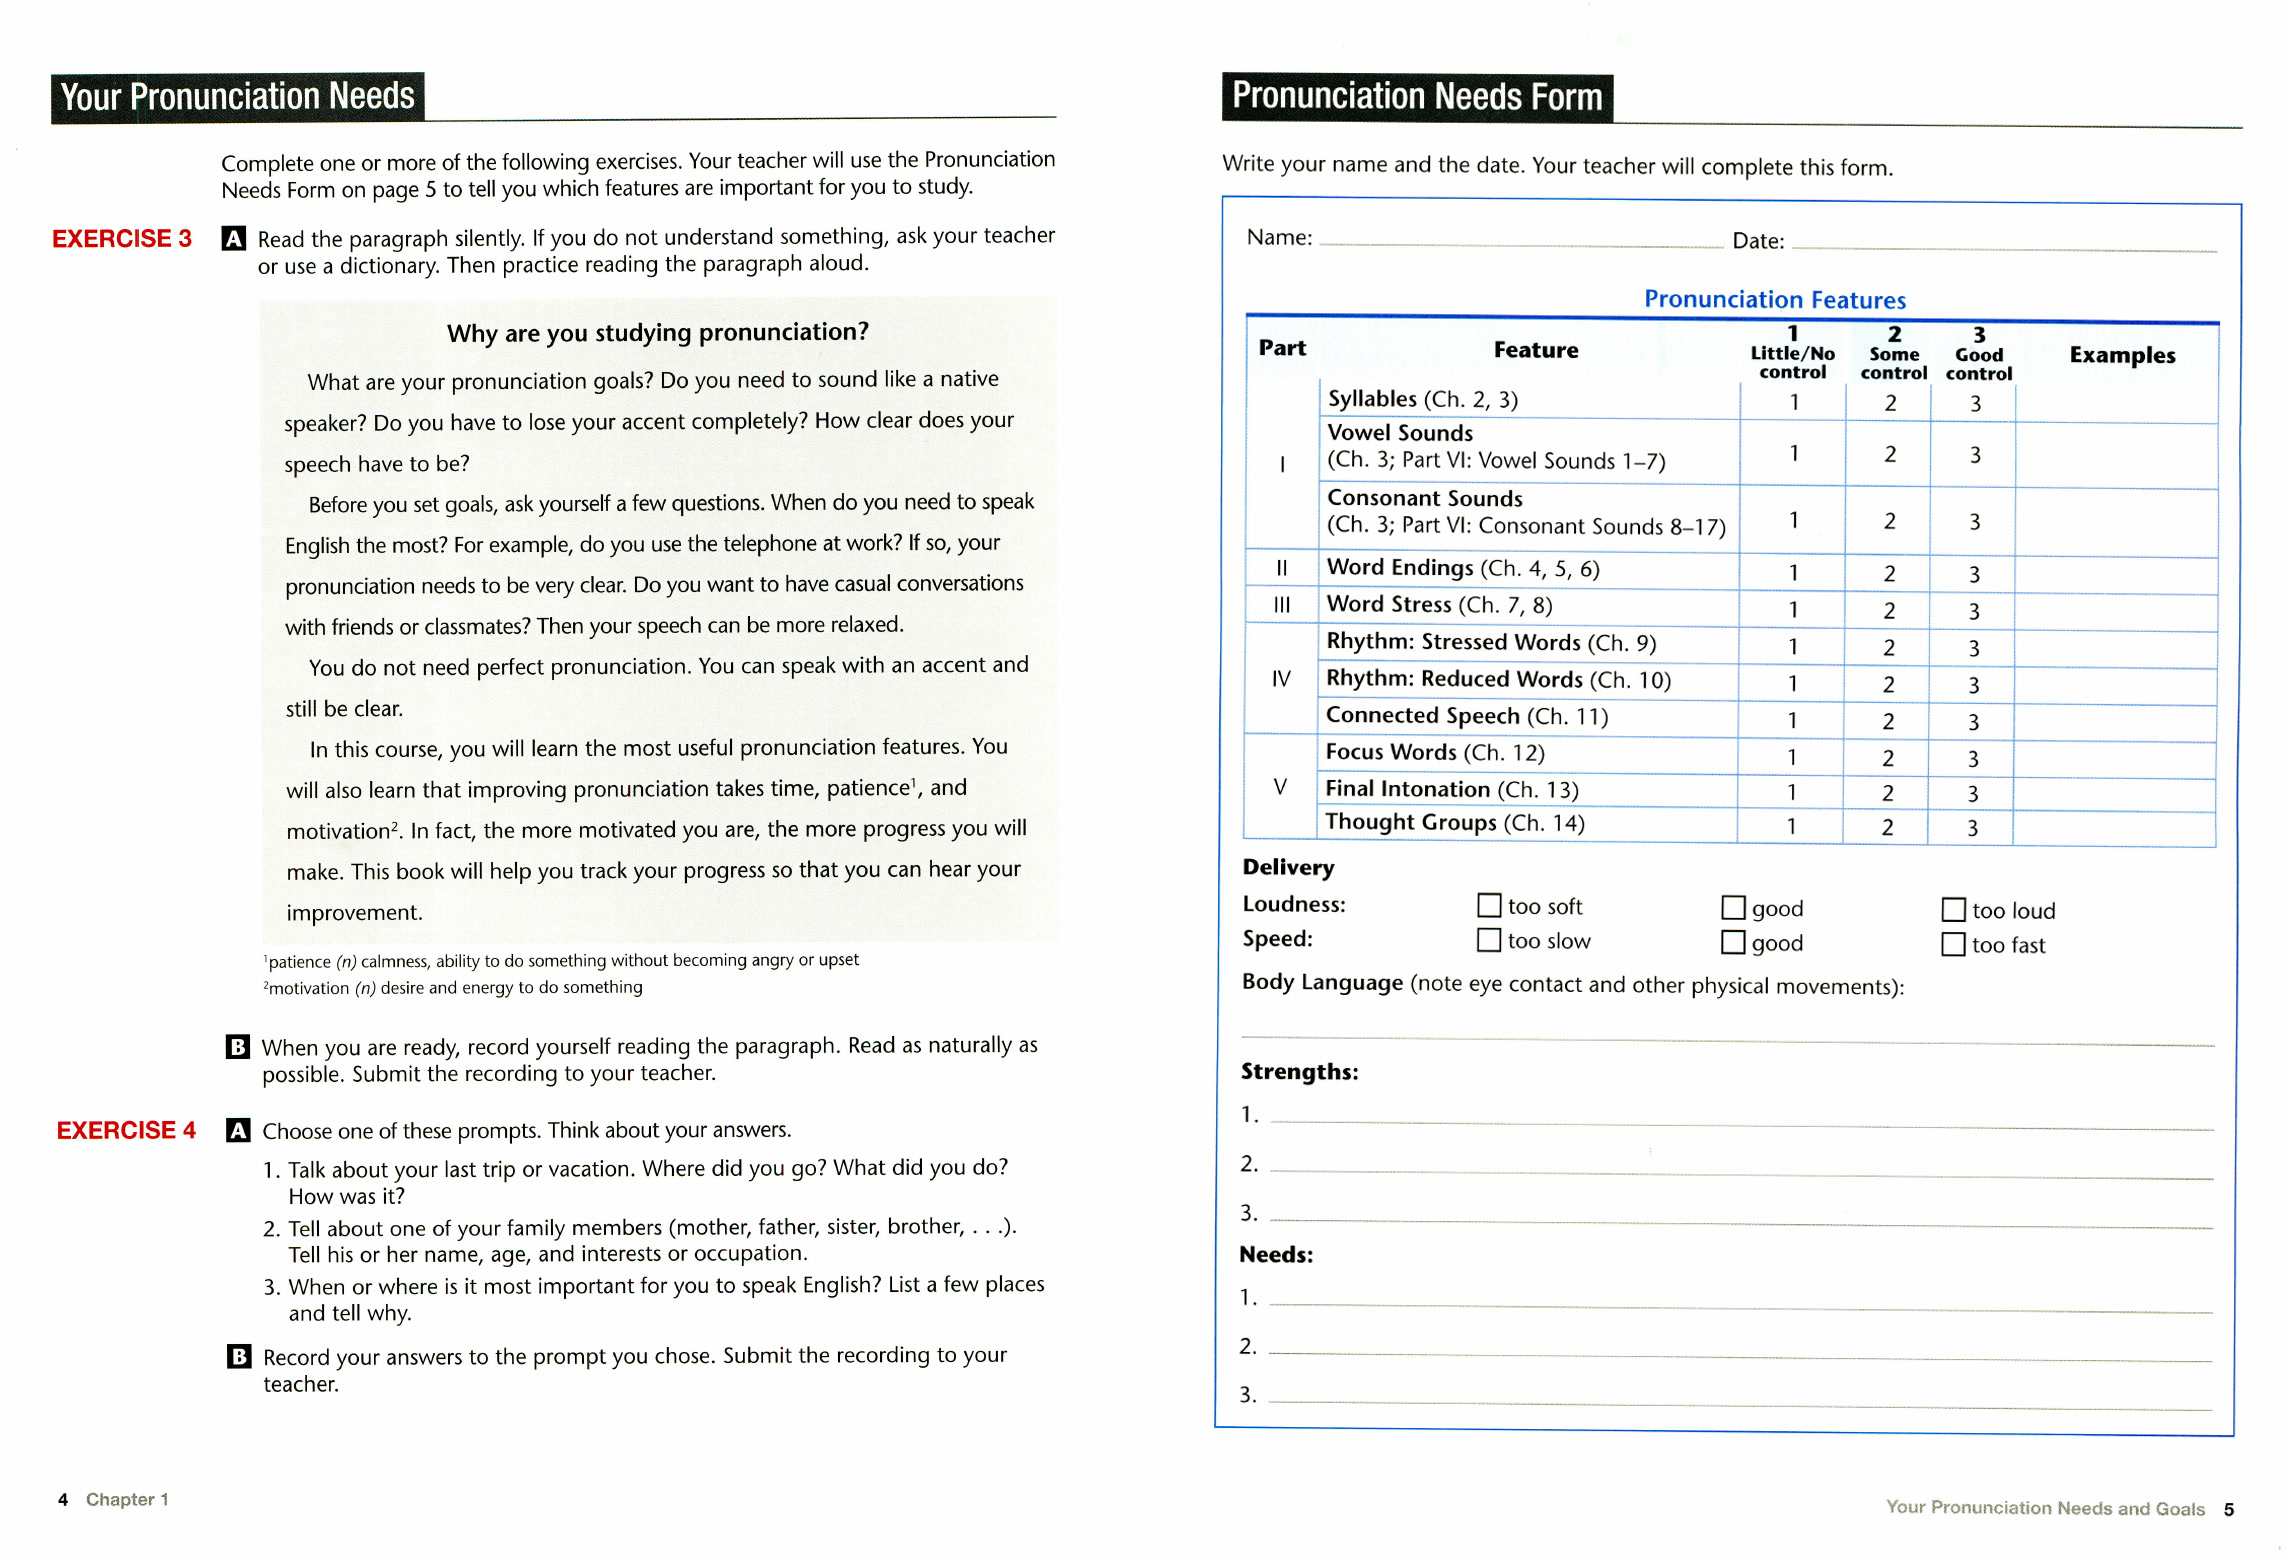 Your Pronunciation Needs
Complete one or more of the following exercises. Your teacher will use the Pronunciation
Needs Form on page 5 to tell you which features are important for you to study.
EXERCISE 3 A Read the paragraph silently. If you do not understand something, ask your teacher
or use a dictionary. Then practice reading the paragraph aloud.
Why are you studying pronunciation?
What are your pronunciation goals? Do you need to sound like a native
speaker? Do you have to lose your accent completely? How clear does your
speech have to be?
Before you set goals, ask yourself a few questions. When do you need to speak
English the most? For example, do you use the telephone at work? If so, your
pronunciation needs to be very clear. Do you want to have casual conversations
with friends or classmates? Then your speech can be more relaxed.
You do not need perfect pronunciation. You can speak with an accent and
still be clear.
In this course, you will learn the most useful pronunciation features. You
will also learn that improving pronunciation takes time, patience¹, and
motivation². In fact, the more motivated you are, the more progress you will
make. This book will help you track your progress so that you can hear your
improvement.
¹patience (n) calmness, ability to do something without becoming angry or upset
²motivation (n) desire and energy to do something
B When you are ready, record yourself reading the paragraph. Read as naturally as
possible. Submit the recording to your teacher.
EXERCISE 4 A Choose one of these prompts. Think about your answers.
1. Talk about your last trip or vacation. Where did you go? What did you do?
How was it?
2. Tell about one of your family members (mother, father, sister, brother, . . .).
Tell his or her name, age, and interests or occupation.
3. When or where is it most important for you to speak English? List a few places
and tell why.
B Record your answers to the prompt you chose. Submit the recording to your
teacher.
4 Chapter 1
Pronunciation Needs Form
Write your name and the date. Your teacher will complete this form.
Name: Date:
Pronunciation Features
Part Feature 1 Little/No control 2 Some control 3 Good control Examples
I
Syllables (Ch. 2, 3) 1 2 3
Vowel Sounds
(Ch. 3; Part VI: Vowel Sounds 1–7) 1 2 3
Consonant Sounds
(Ch. 3; Part VI: Consonant Sounds 8–17) 1 2 3
II Word Endings (Ch. 4, 5, 6) 1 2 3
III Word Stress (Ch. 7, 8) 1 2 3
IV
Rhythm: Stressed Words (Ch. 9) 1 2 3
Rhythm: Reduced Words (Ch. 10) 1 2 3
Connected Speech (Ch. 11) 1 2 3
V
Focus Words (Ch. 12) 1 2 3
Final Intonation (Ch. 13) 1 2 3
Thought Groups (Ch. 14) 1 2 3
Delivery
Loudness: too soft good too loud
Speed: too slow good too fast
Body Language (note eye contact and other physical movements):
Strengths:
1.
2.
3.
Needs:
1.
2.
3.
Your Pronunciation Needs and Goals 5